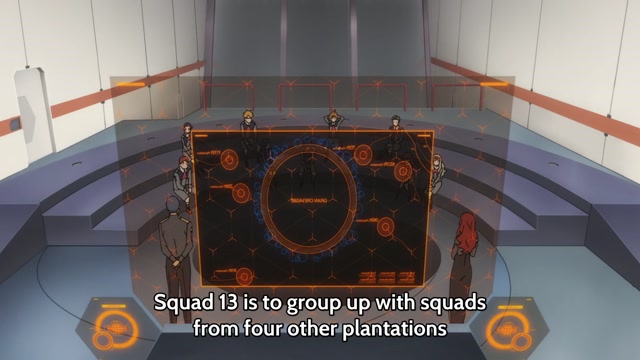 Squad 13 is to group up with squads
from four other plantations